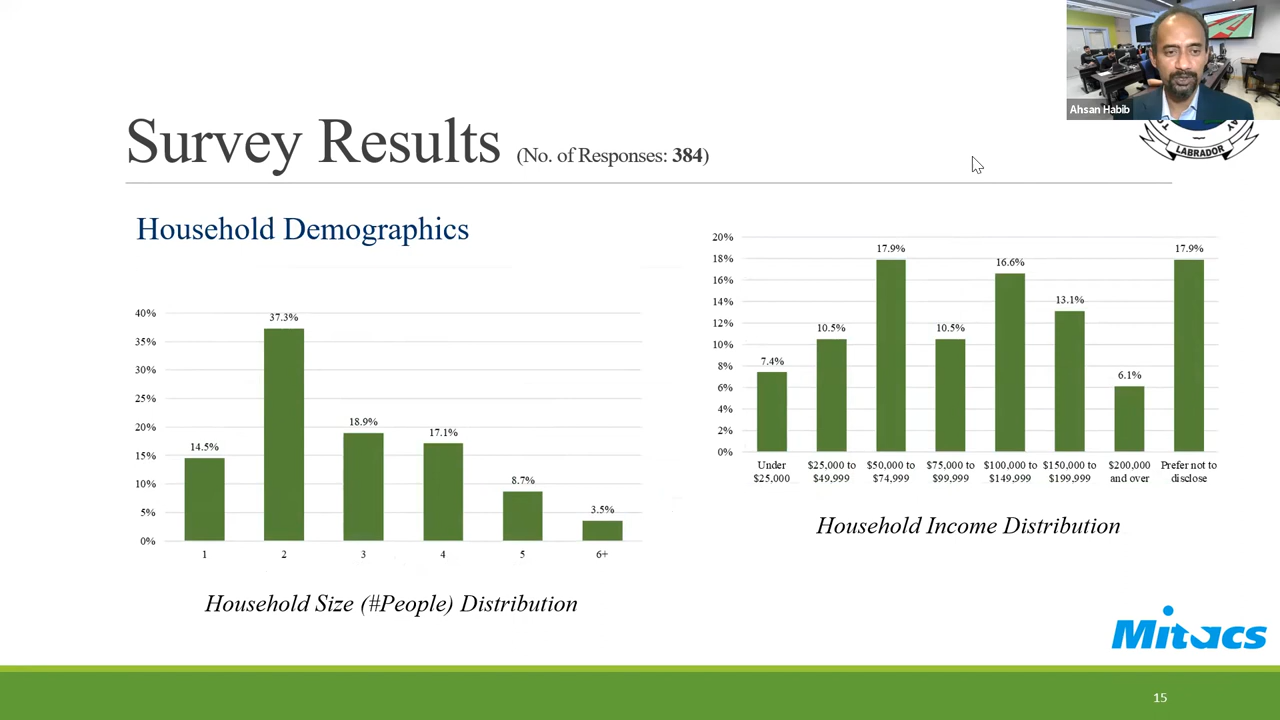 Ahsan Habib
LABRADOR
Survey Results (No. of Responses: 384)
Household Demographics
40%
35%
30%
25%
20%
15%
10%
5%
0%
14.5%
37.3%
18.9%
17.1%
8.7%
3.5%
1 2 3 4 5 6+
Household Size (#People) Distribution
20%
18%
16%
14%
12%
10%
8%
6%
4%
2%
0%
7.4%
10.5%
17.9%
10.5%
16.6%
13.1%
6.1%
17.9%
Under
$25,000
$25,000 to
$49,999
$50,000 to
$74,999
$75,000 to
$99,999
$100,000 to
$149,999
$150,000 to
$199,999
$200,000
and over
Prefer not to
disclose
Household Income Distribution
Mitacs
15